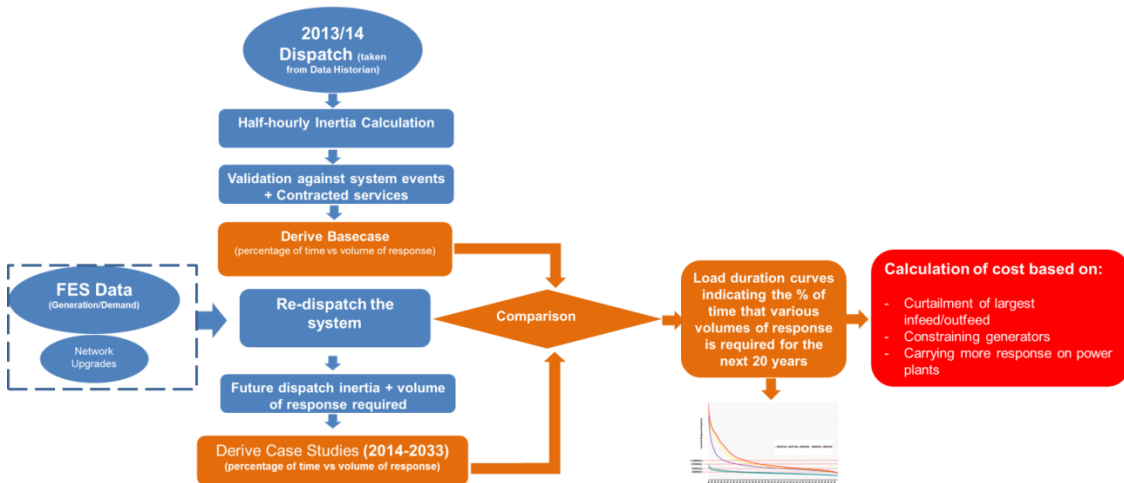 2013/14
Dispatch (taken
from Data Historian)
Half-hourly Inertia Calculation
Validation against system events
+ Contracted services
Derive Basecase
(percentage of time vs volume of response)
FES Data
(Generation/Demand)
Network
Upgrades
Re-dispatch the
system
Future dispatch inertia + volume
of response required
Derive Case Studies (2014-2033)
(percentage of time vs volume of response)
Comparison
Load duration curves
indicating the % of
time that various
volumes of response
is required for the
next 20 years
Calculation of cost based on:
- Curtailment of largest
infeed/outfeed
- Constraining generators
- Carrying more response on power
plants